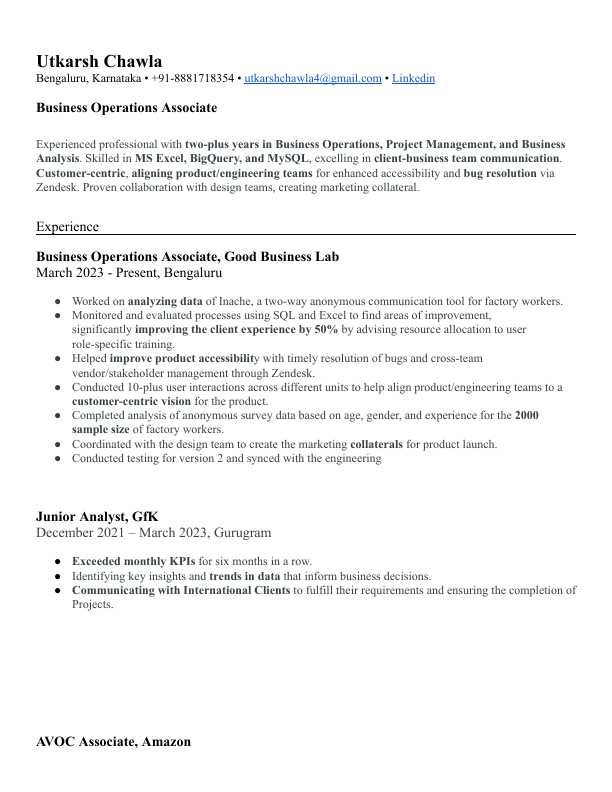 Utkarsh Chawla
Bengaluru, Karnataka • +91-8881718354 • utkarshchawla4@gmail.com • Linkedin
Business Operations Associate
Experienced professional with two-plus years in Business Operations, Project Management, and Business
Analysis. Skilled in MS Excel, BigQuery, and MySQL, excelling in client-business team communication.
Customer-centric, aligning product/engineering teams for enhanced accessibility and bug resolution via
Zendesk. Proven collaboration with design teams, creating marketing collateral.
Experience
Business Operations Associate, Good Business Lab
March 2023 - Present, Bengaluru
● Worked on analyzing data of Inache, a two-way anonymous communication tool for factory workers.
● Monitored and evaluated processes using SQL and Excel to find areas of improvement,
significantly improving the client experience by 50% by advising resource allocation to user
role-specific training.
● Helped improve product accessibility with timely resolution of bugs and cross-team
vendor/stakeholder management through Zendesk.
● Conducted 10-plus user interactions across different units to help align product/engineering teams to a
customer-centric vision for the product.
● Completed analysis of anonymous survey data based on age, gender, and experience for the 2000
sample size of factory workers.
● Coordinated with the design team to create the marketing collaterals for product launch.
● Conducted testing for version 2 and synced with the engineering
Junior Analyst, GfK
December 2021 – March 2023, Gurugram
● Exceeded monthly KPIs for six months in a row.
● Identifying key insights and trends in data that inform business decisions.
● Communicating with International Clients to fulfill their requirements and ensuring the completion of
Projects.
AVOC Associate, Amazon